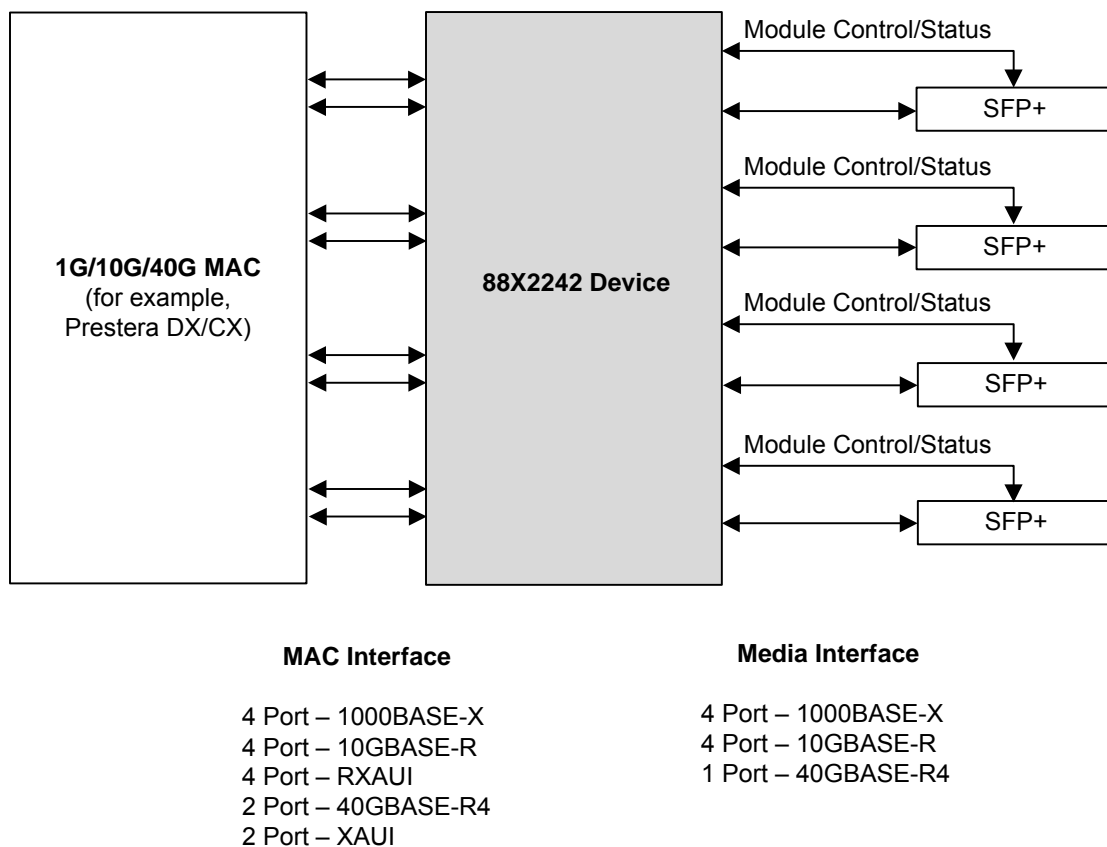 Module Control/Status
SFP+
Module Control/Status
SFP+
1G/10G/40G MAC
(for example,
Prestera DX/CX)
88X2242 Device
Module Control/Status
SFP+
Module Control/Status
SFP+
MAC Interface
4 Port – 1000BASE-X
4 Port – 10GBASE-R
4 Port – RXAUI
2 Port – 40GBASE-R4
2 Port – XAUI
Media Interface
4 Port – 1000BASE-X
4 Port – 10GBASE-R
1 Port – 40GBASE-R4